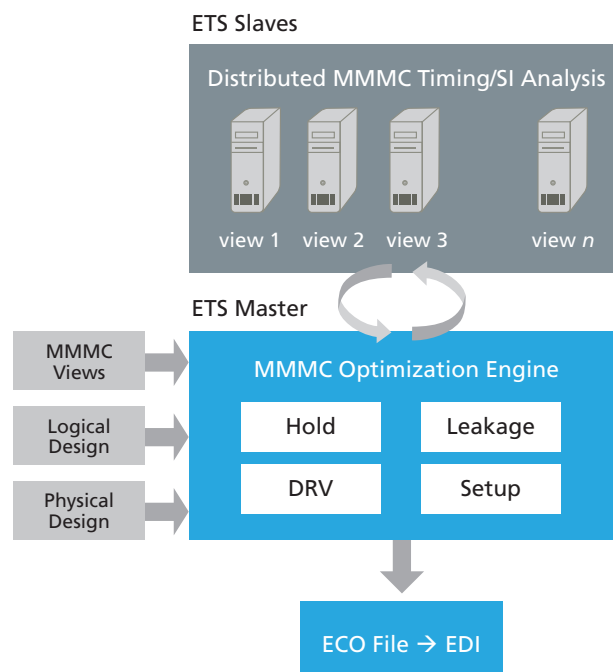 ETS Slaves
Distributed MMMC Timing/SI Analysis
view 1 view 2 view 3 view n
ETS Master
MMMC
Views
Logical
Design
Physical
Design
MMMC Optimization Engine
Hold Leakage
DRV Setup
ECO File → EDI